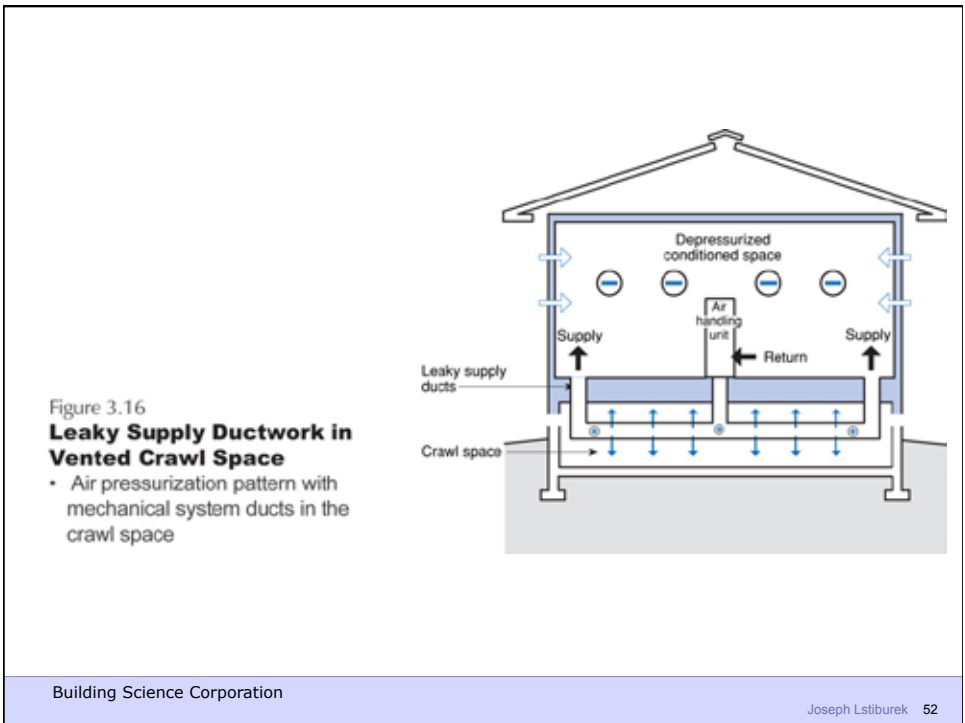 Depressurized
conditioned space
Air
handling
unit
Supply
Supply
Return
Leaky supply
ducts
Crawl space
Figure 3.16
Leaky Supply Ductwork in
Vented Crawl Space
• Air pressurization pattern with
mechanical system ducts in the
crawl space
Building Science Corporation
Joseph Lstiburek 52